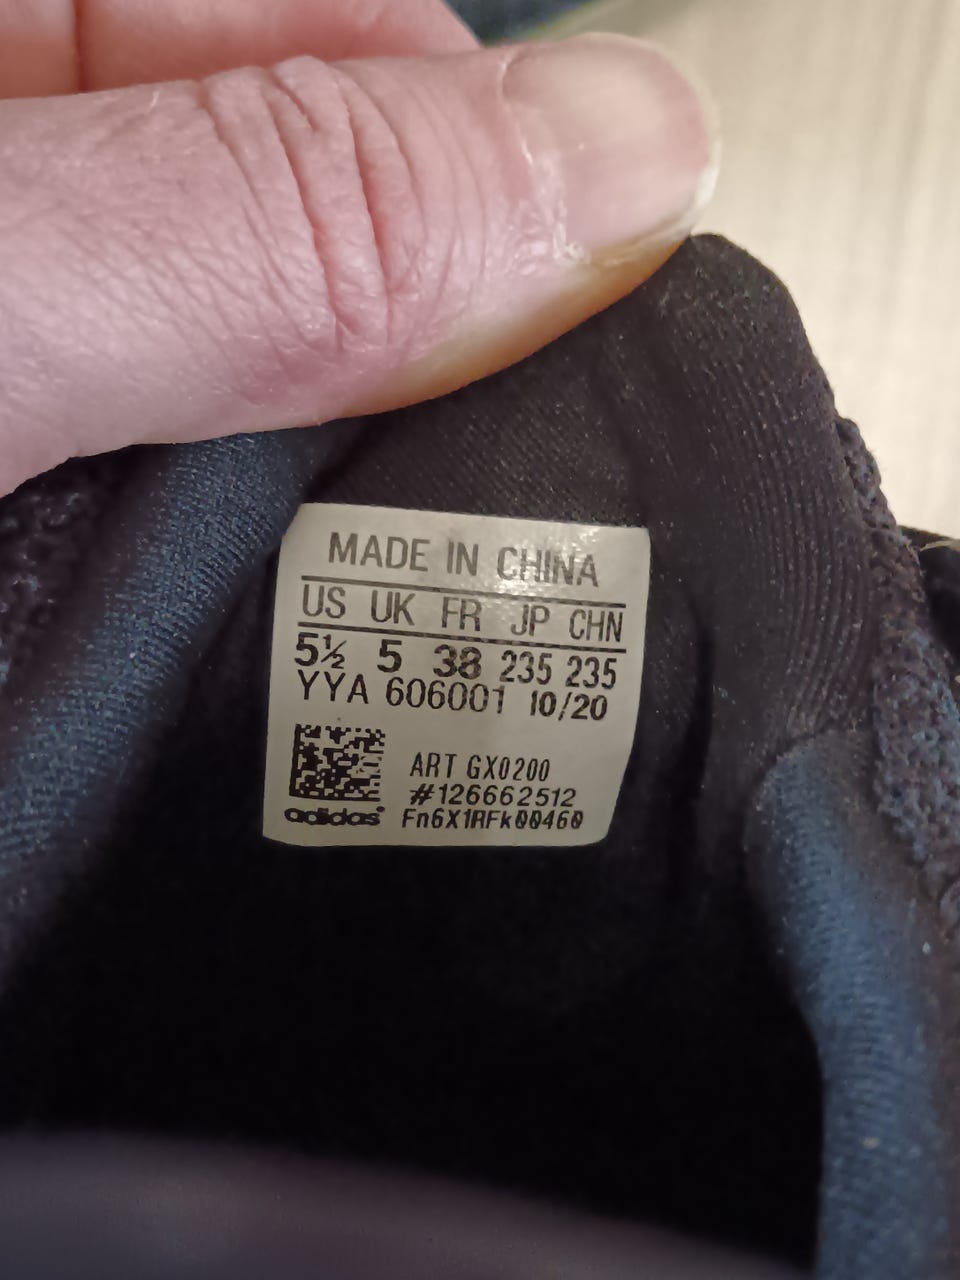 MADE IN CHINA
US UK FR JP CHN
5½ 5 38 235 235
YYA 606001 10/20
ART GX0200
#126662512
adidas Fn6X1RFk00460